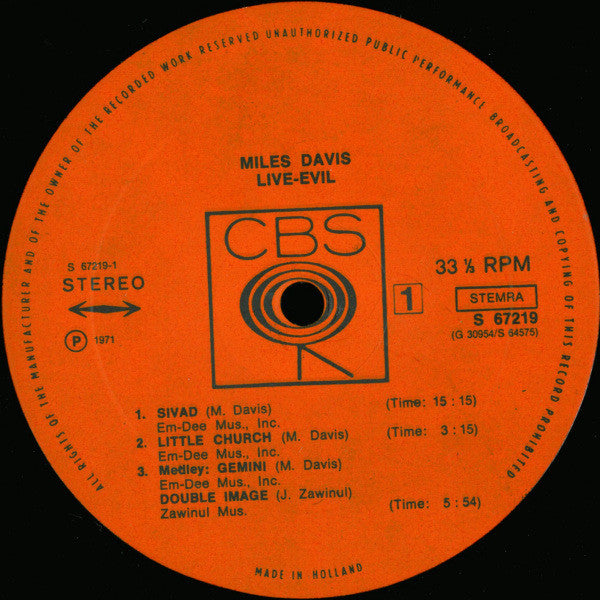 ALL RIGHTS OF THE MANUFACTURER AND OF THE OWNER OF THE RECORDED WORK RESERVED UNAUTHORIZED PUBLIC PERFORMANCE BROADCASTING AND COPYING OF THIS RECORD PROHIBITED
MILES DAVIS
LIVE-EVIL
CBS
S 67219-1
STEREO
Ⓟ 1971
1
33 ⅓ RPM
STEMRA
S 67219
(G 30954/S 64575)
1. SIVAD (M. Davis) (Time: 15:15)
Em-Dee Mus., Inc.
2. LITTLE CHURCH (M. Davis) (Time: 3:15)
Em-Dee Mus., Inc.
3. Medley: GEMINI (M. Davis)
Em-Dee Mus., Inc.
DOUBLE IMAGE (J. Zawinul) (Time: 5:54)
Zawinul Mus.
MADE IN HOLLAND